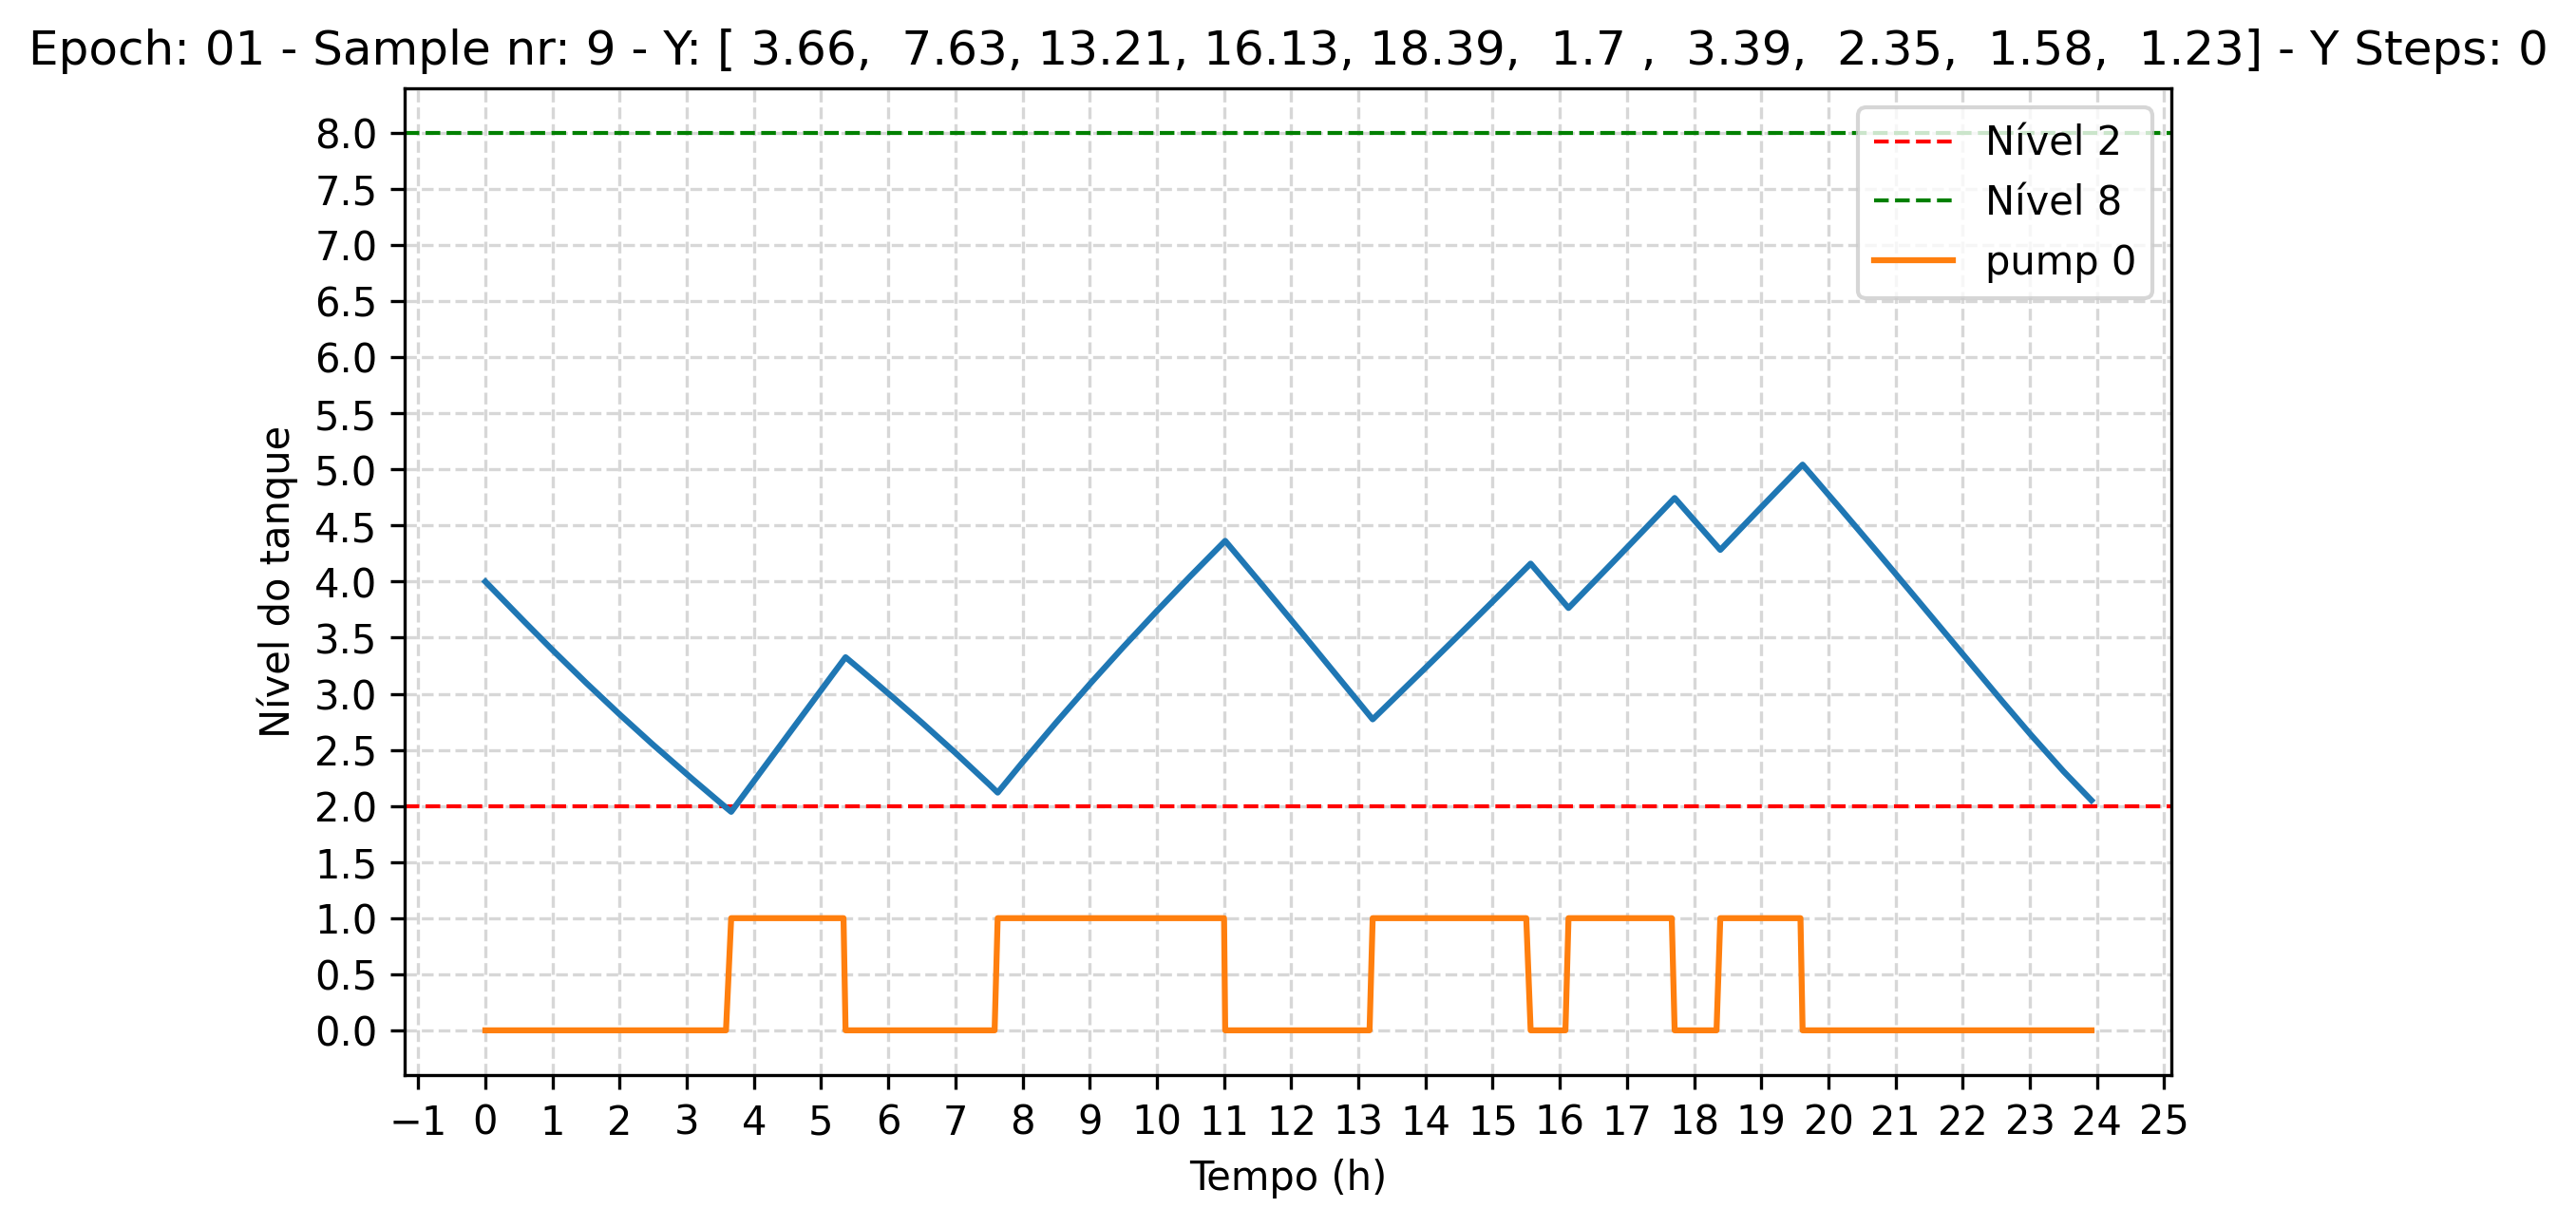 Epoch: 01 - Sample nr: 9 - Y: [ 3.66,  7.63, 13.21, 16.13, 18.39,  1.7 ,  3.39,  2.35,  1.58,  1.23] - Y Steps: 0
Nível 2
Nível 8
pump 0
Nível do tanque
8.0
7.5
7.0
6.5
6.0
5.5
5.0
4.5
4.0
3.5
3.0
2.5
2.0
1.5
1.0
0.5
0.0
−1 0 1 2 3 4 5 6 7 8 9 10 11 12 13 14 15 16 17 18 19 20 21 22 23 24 25
Tempo (h)